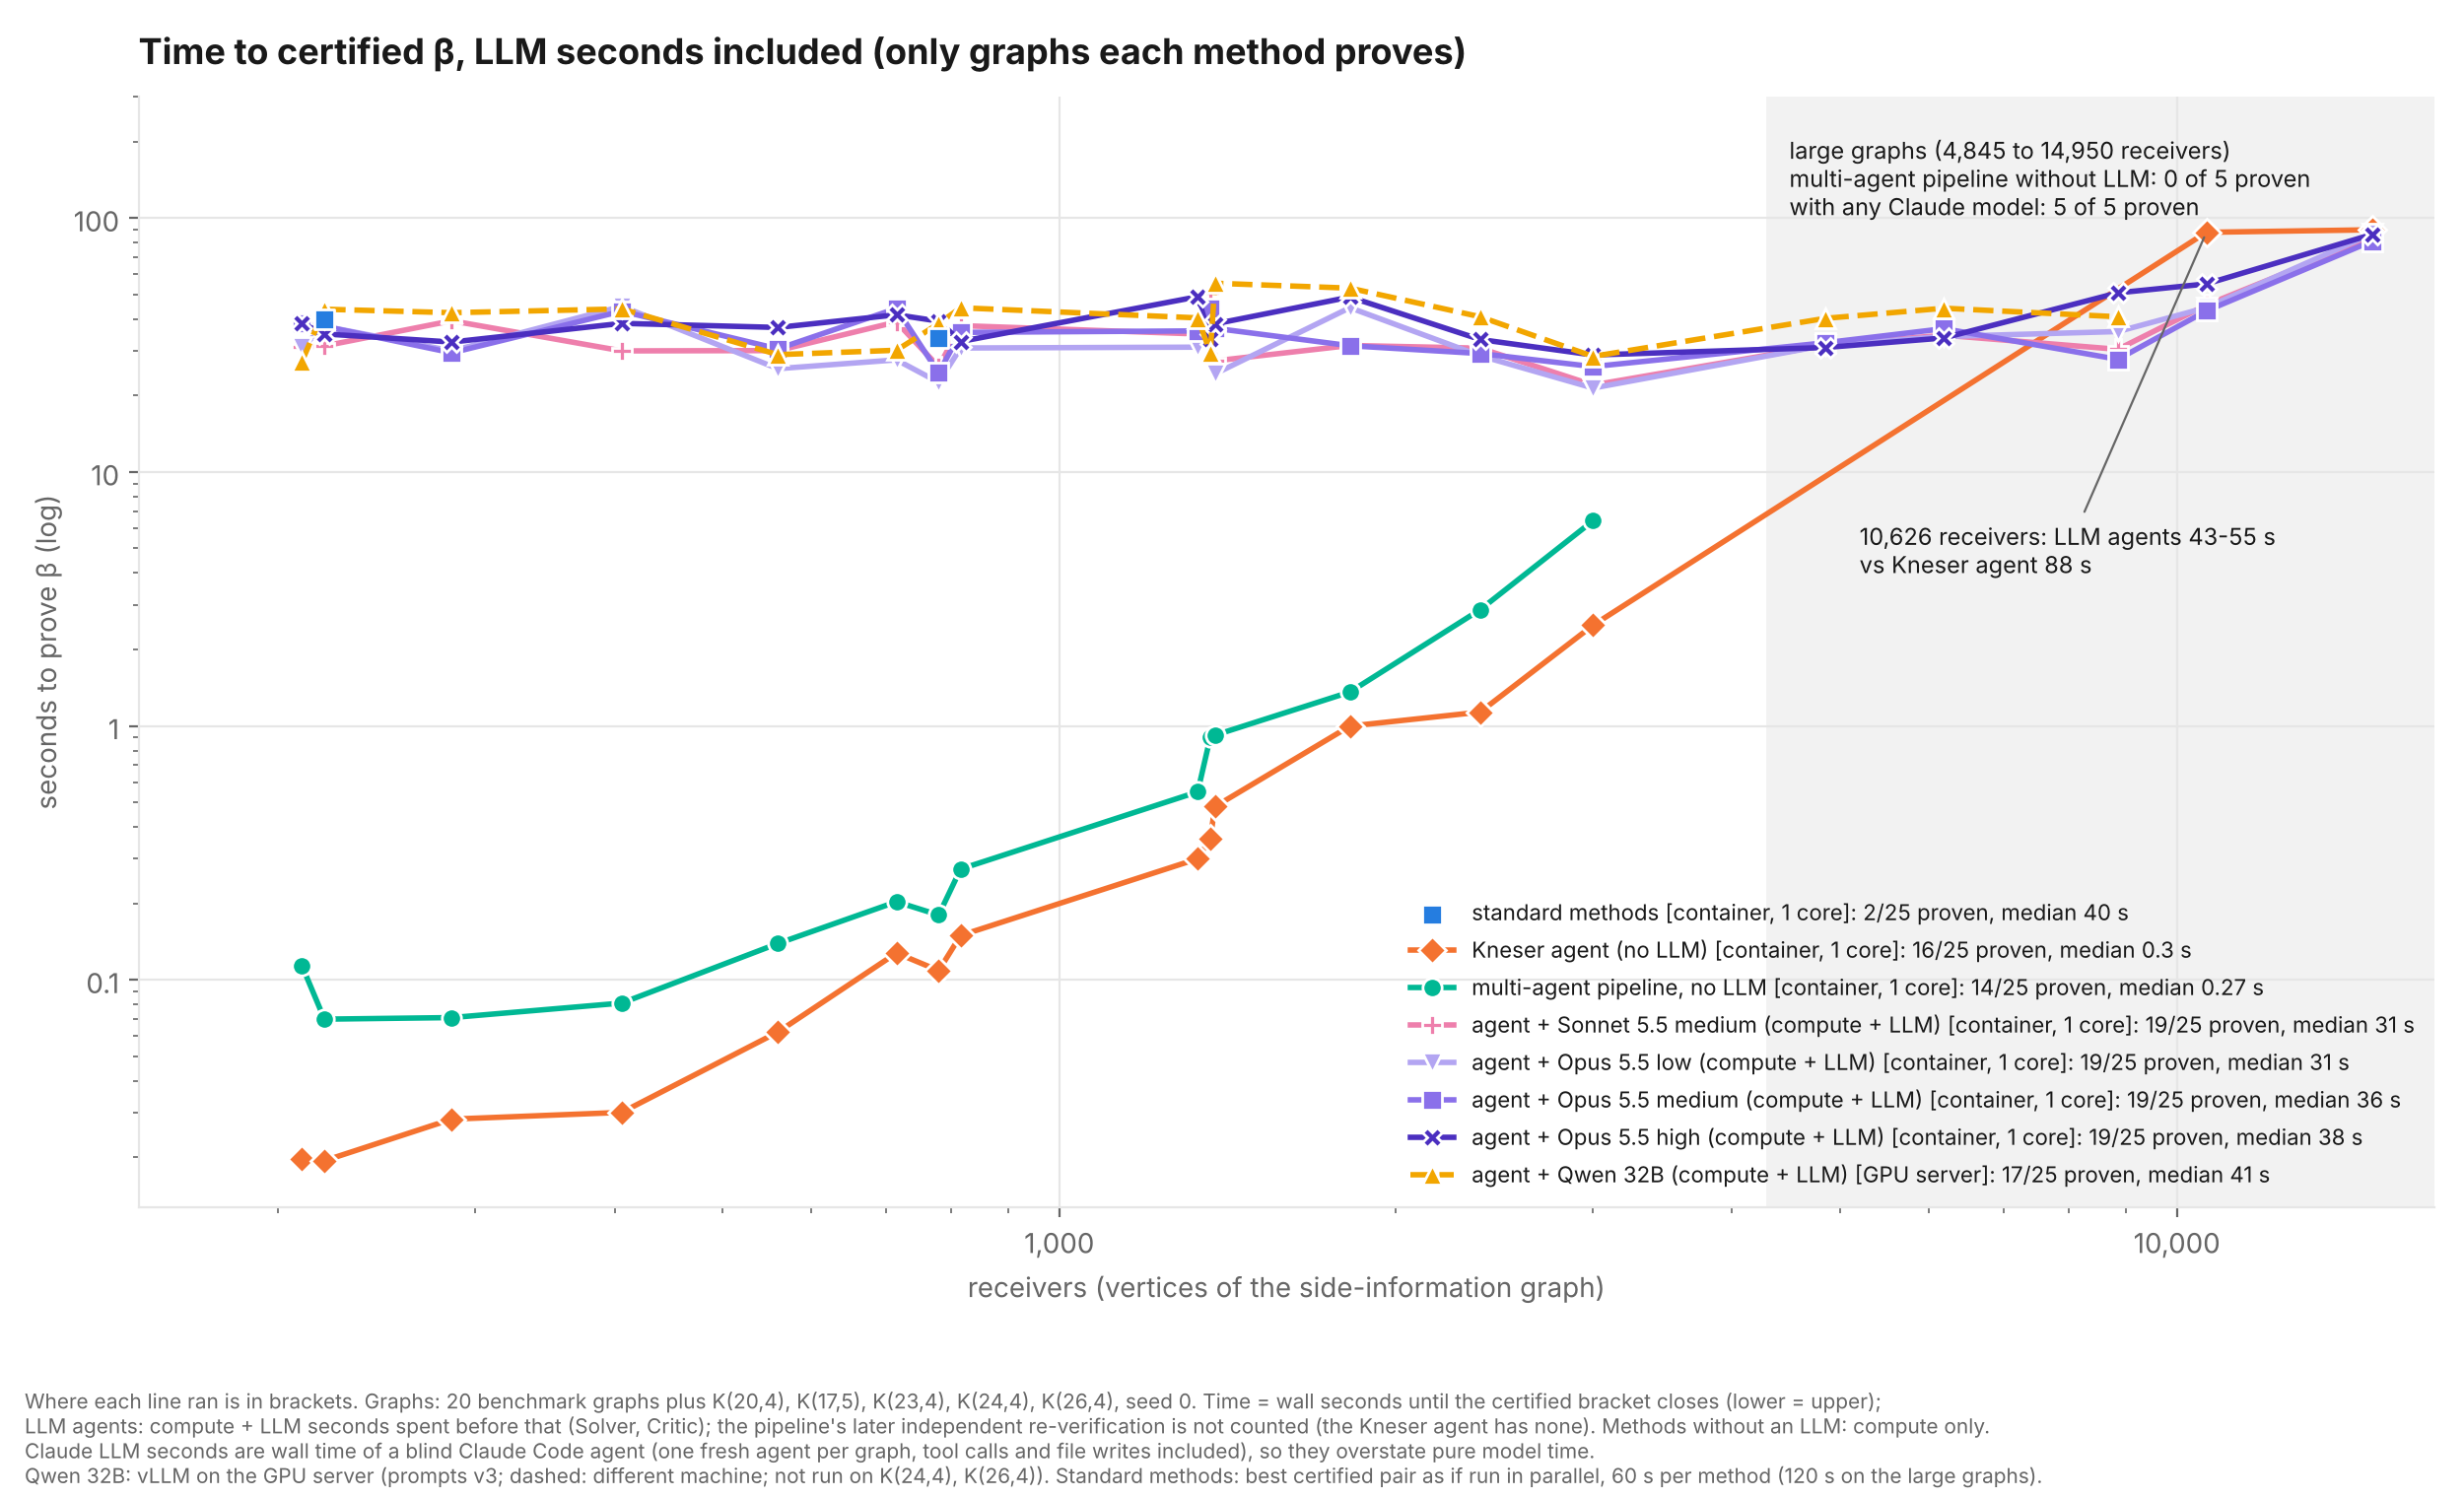 Time to certified β, LLM seconds included (only graphs each method proves)
large graphs (4,845 to 14,950 receivers)
multi-agent pipeline without LLM: 0 of 5 proven
with any Claude model: 5 of 5 proven
100
10
1
0.1
seconds to prove β (log)
10,626 receivers: LLM agents 43-55 s
vs Kneser agent 88 s
standard methods [container, 1 core]: 2/25 proven, median 40 s
Kneser agent (no LLM) [container, 1 core]: 16/25 proven, median 0.3 s
multi-agent pipeline, no LLM [container, 1 core]: 14/25 proven, median 0.27 s
agent + Sonnet 5.5 medium (compute + LLM) [container, 1 core]: 19/25 proven, median 31 s
agent + Opus 5.5 low (compute + LLM) [container, 1 core]: 19/25 proven, median 31 s
agent + Opus 5.5 medium (compute + LLM) [container, 1 core]: 19/25 proven, median 36 s
agent + Opus 5.5 high (compute + LLM) [container, 1 core]: 19/25 proven, median 38 s
agent + Qwen 32B (compute + LLM) [GPU server]: 17/25 proven, median 41 s
1,000
10,000
receivers (vertices of the side-information graph)
Where each line ran is in brackets. Graphs: 20 benchmark graphs plus K(20,4), K(17,5), K(23,4), K(24,4), K(26,4), seed 0. Time = wall seconds until the certified bracket closes (lower = upper);
LLM agents: compute + LLM seconds spent before that (Solver, Critic); the pipeline's later independent re-verification is not counted (the Kneser agent has none). Methods without an LLM: compute only.
Claude LLM seconds are wall time of a blind Claude Code agent (one fresh agent per graph, tool calls and file writes included), so they overstate pure model time.
Qwen 32B: vLLM on the GPU server (prompts v3; dashed: different machine; not run on K(24,4), K(26,4)). Standard methods: best certified pair as if run in parallel, 60 s per method (120 s on the large graphs).